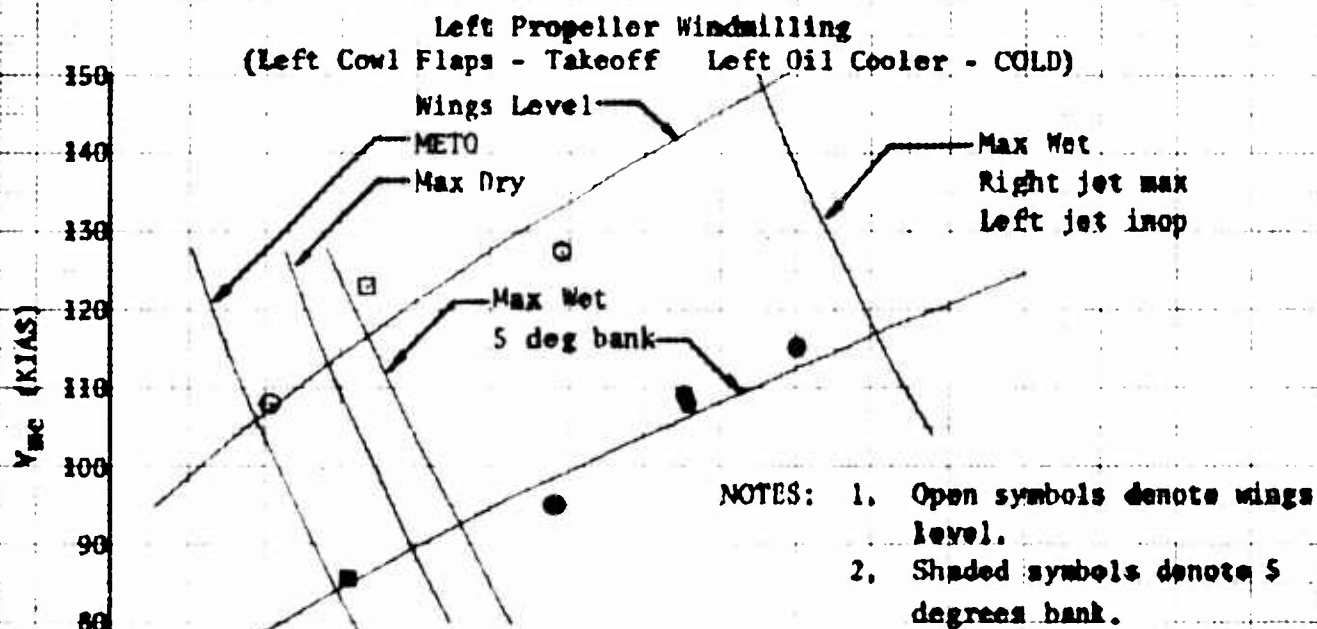 Left Propeller Windmilling
(Left Cowl Flaps - Takeoff Left Oil Cooler - COLD)
150
Wings Level
METO
140
Max Wet
Max Dry
Right jet max
130
Left jet inop
120
Max Wet
5 deg bank
110
Vmc (KIAS)
100
NOTES: 1. Open symbols denote wings
level.
90
2. Shaded symbols denote 5
degrees bank.
80